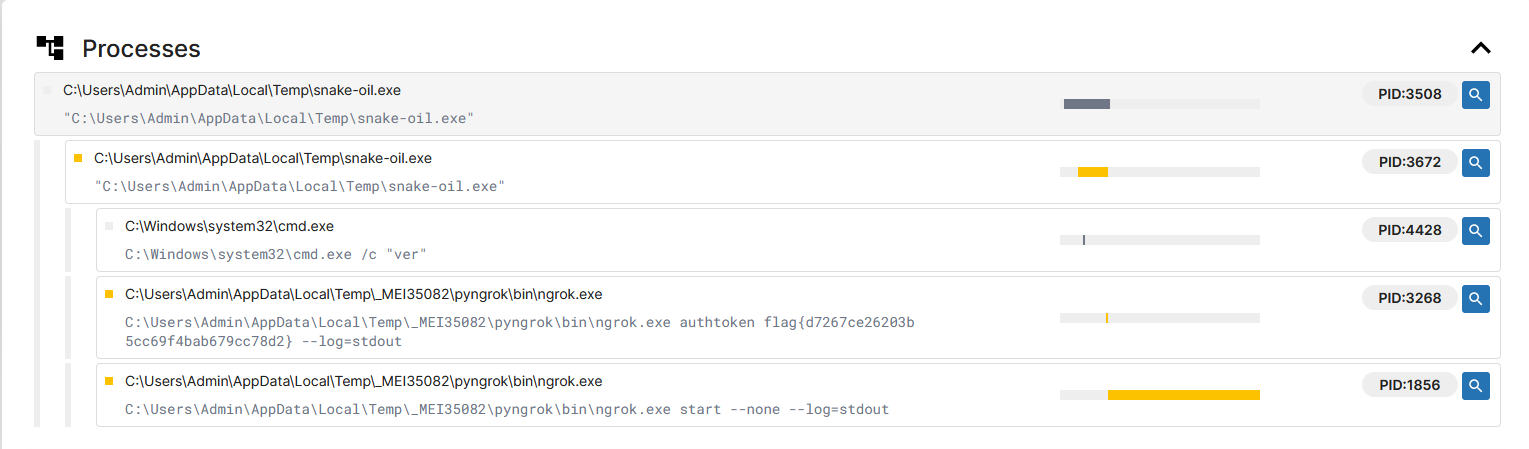 Processes
C:\Users\Admin\AppData\Local\Temp\snake-oil.exe
PID:3508
"C:\Users\Admin\AppData\Local\Temp\snake-oil.exe"
C:\Users\Admin\AppData\Local\Temp\snake-oil.exe
PID:3672
"C:\Users\Admin\AppData\Local\Temp\snake-oil.exe"
C:\Windows\system32\cmd.exe
PID:4428
C:\Windows\system32\cmd.exe /c "ver"
C:\Users\Admin\AppData\Local\Temp\_MEI35082\pyngrok\bin\ngrok.exe
PID:3268
C:\Users\Admin\AppData\Local\Temp\_MEI35082\pyngrok\bin\ngrok.exe authtoken flag{d7267ce26203b
5cc69f4bab679cc78d2} --log=stdout
C:\Users\Admin\AppData\Local\Temp\_MEI35082\pyngrok\bin\ngrok.exe
PID:1856
C:\Users\Admin\AppData\Local\Temp\_MEI35082\pyngrok\bin\ngrok.exe start --none --log=stdout